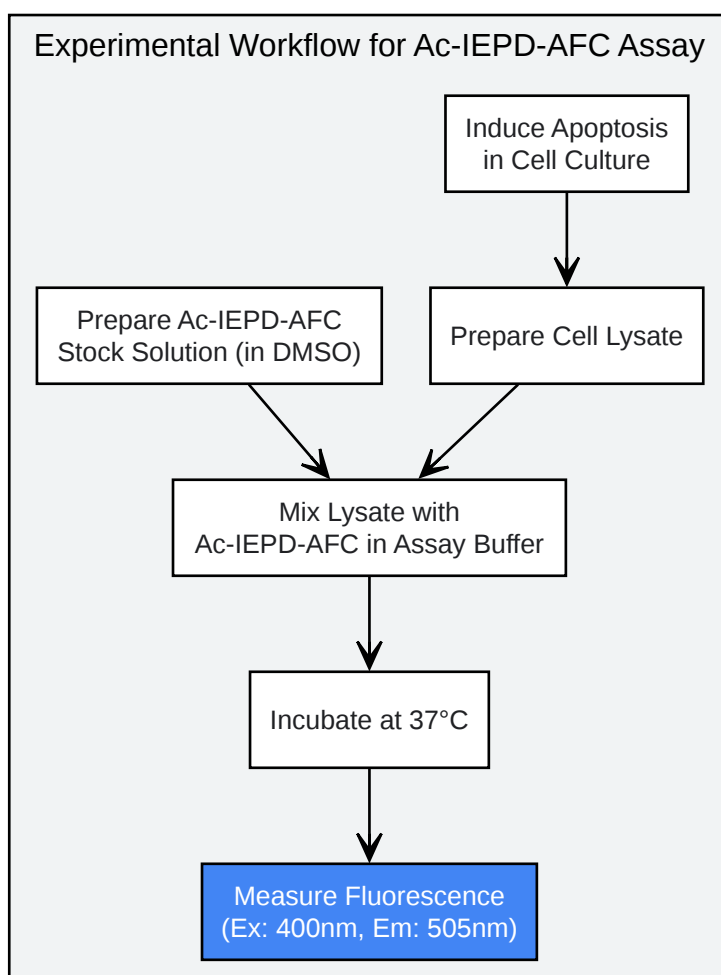 Experimental Workflow for Ac-IEPD-AFC Assay
Induce Apoptosis
in Cell Culture
Prepare Ac-IEPD-AFC
Stock Solution (in DMSO)
Prepare Cell Lysate
Mix Lysate with
Ac-IEPD-AFC in Assay Buffer
Incubate at 37°C
Measure Fluorescence
(Ex: 400nm, Em: 505nm)